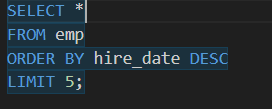 SELECT *
FROM emp
ORDER BY hire_date DESC
LIMIT 5;